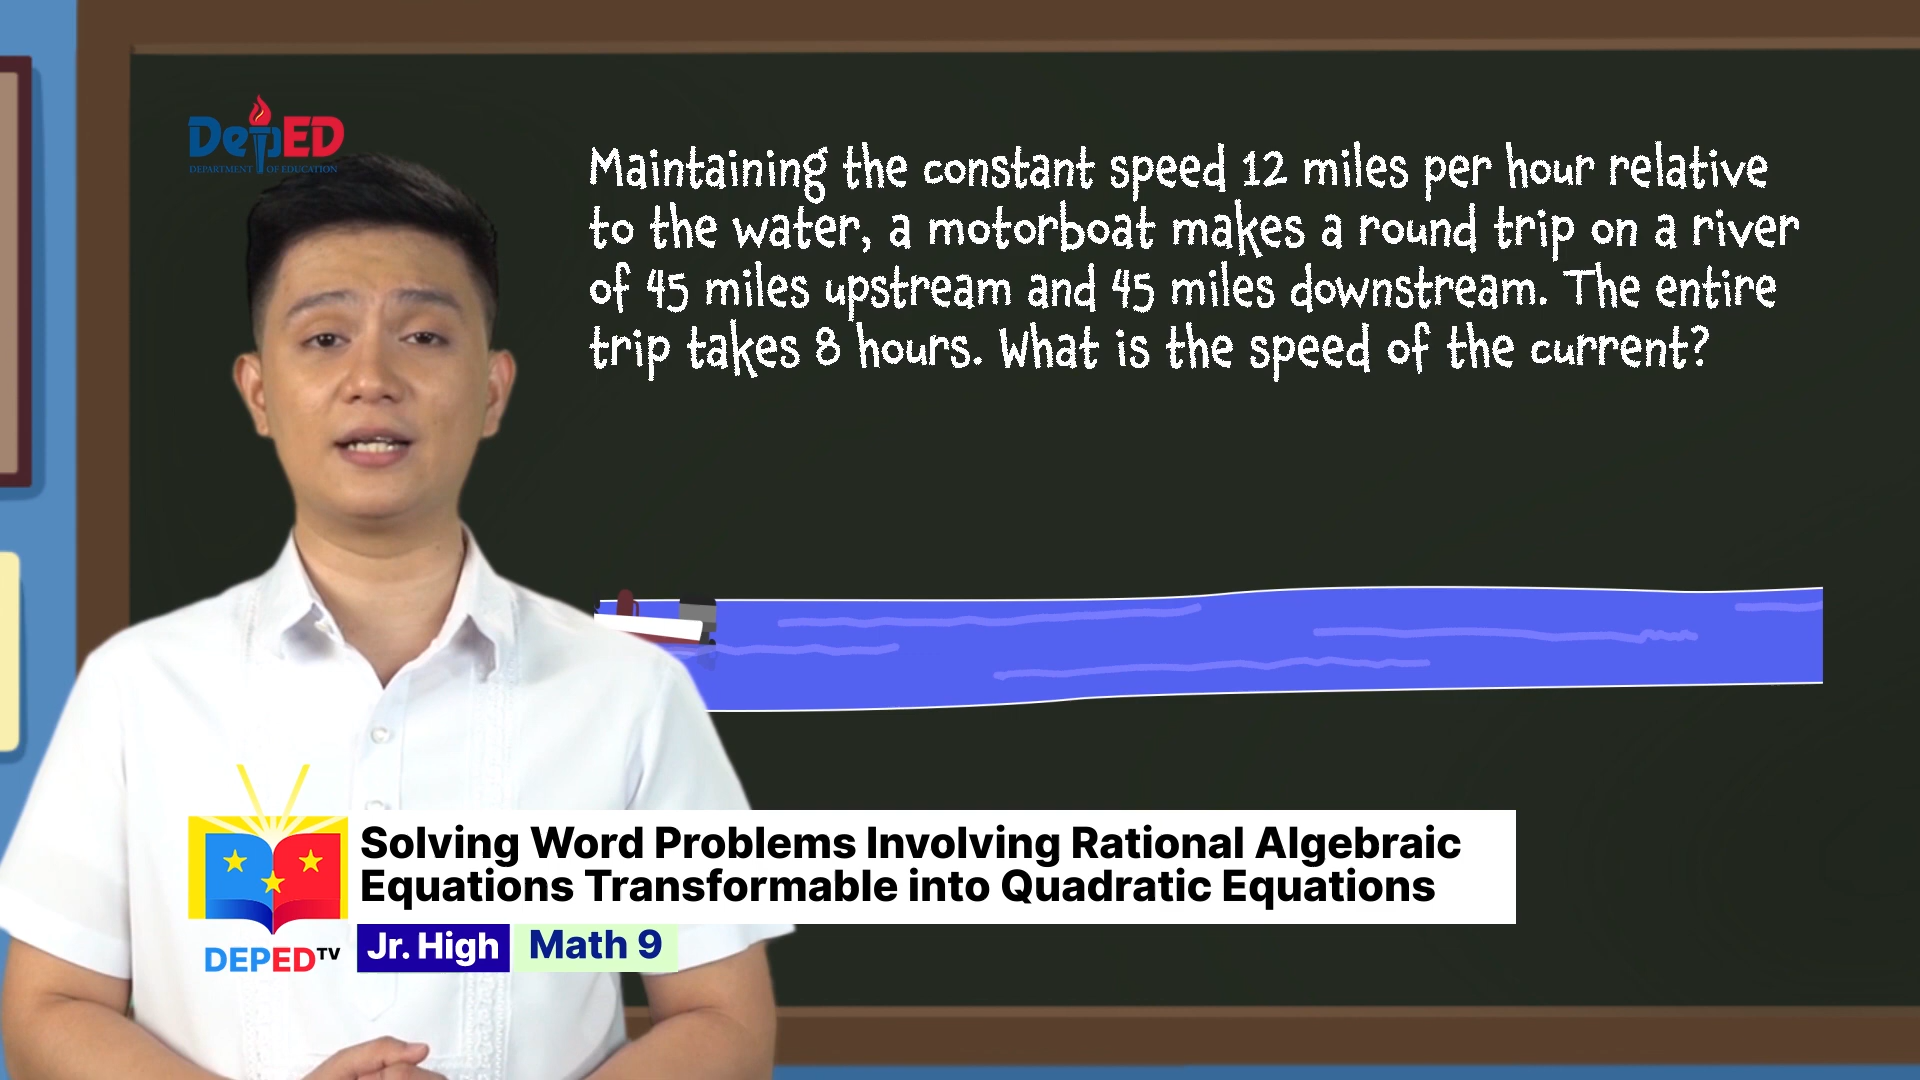 DepED
DEPARTMENT OF EDUCATION
Maintaining the constant speed 12 miles per hour relative
to the water, a motorboat makes a round trip on a river
of 45 miles upstream and 45 miles downstream. The entire
trip takes 8 hours. What is the speed of the current?
Solving Word Problems Involving Rational Algebraic
Equations Transformable into Quadratic Equations
DEPED TV
Jr. High
Math 9